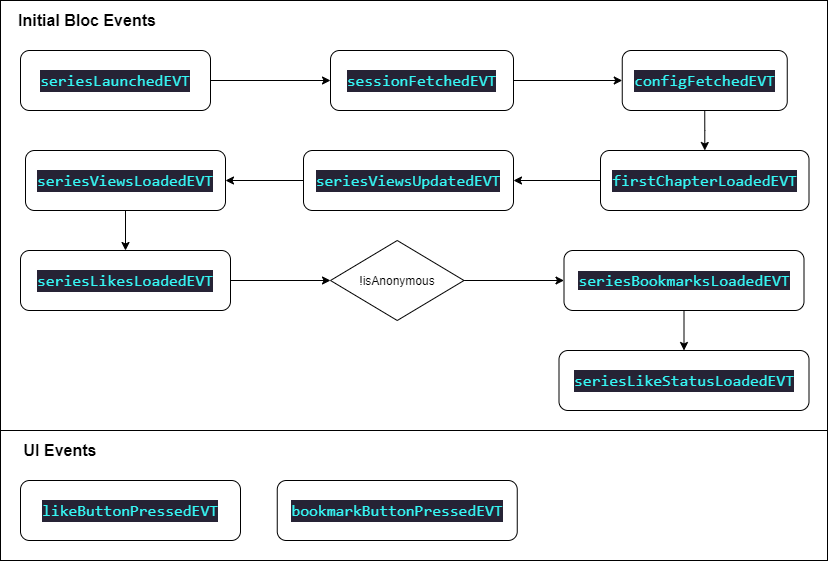 Initial Bloc Events
seriesLaunchedEVT
sessionFetchedEVT
configFetchedEVT
seriesViewsLoadedEVT
seriesViewsUpdatedEVT
firstChapterLoadedEVT
seriesLikesLoadedEVT
!isAnonymous
seriesBookmarksLoadedEVT
seriesLikeStatusLoadedEVT
UI Events
likeButtonPressedEVT
bookmarkButtonPressedEVT